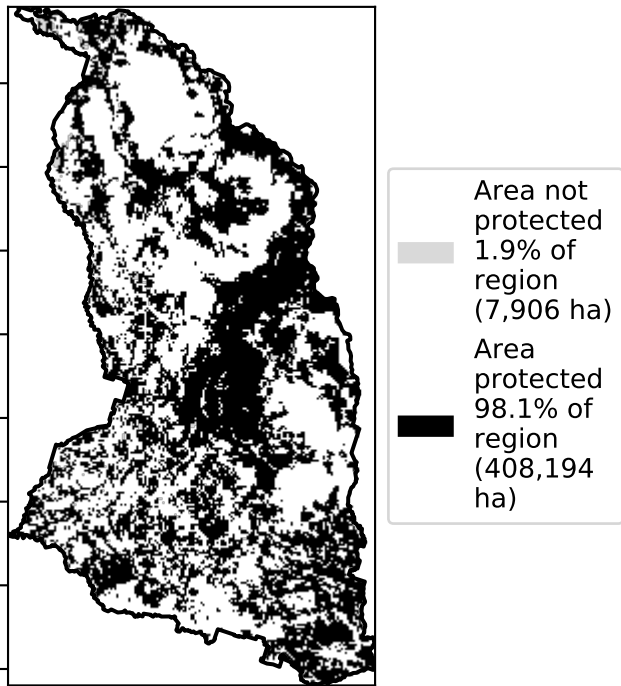 Area not
protected
1.9% of
region
(7,906 ha)
Area
protected
98.1% of
region
(408,194
ha)